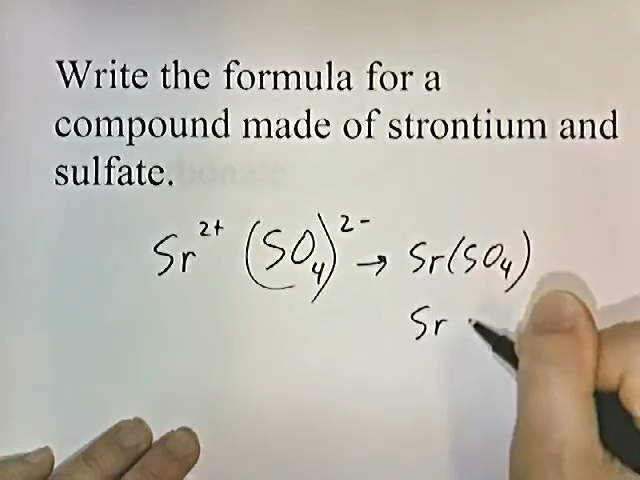 Write the formula for a
compound made of strontium and
sulfate.
Sr²⁺ (SO₄)²⁻ → Sr(SO₄)
Sr